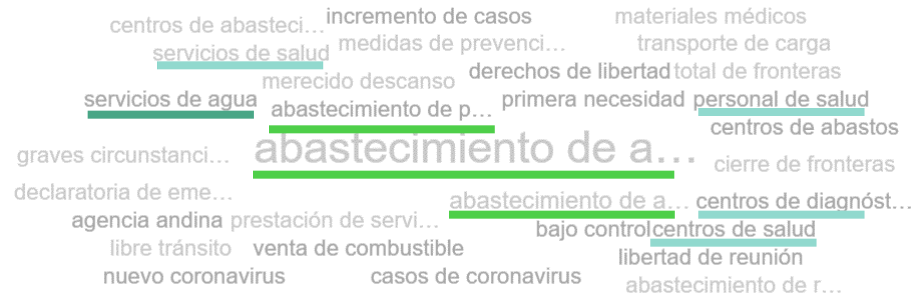 incremento de casos materiales médicos
centros de abasteci…
servicios de salud medidas de prevenci… transporte de carga
merecido descanso derechos de libertad total de fronteras
servicios de agua abastecimiento de p… primera necesidad personal de salud
centros de abastos
abastecimiento de a…
graves circunstanci… cierre de fronteras
declaratoria de eme… abastecimiento de a… centros de diagnóst…
agencia andina prestación de servi… bajo control centros de salud
libre tránsito venta de combustible libertad de reunión
nuevo coronavirus casos de coronavirus abastecimiento de r…